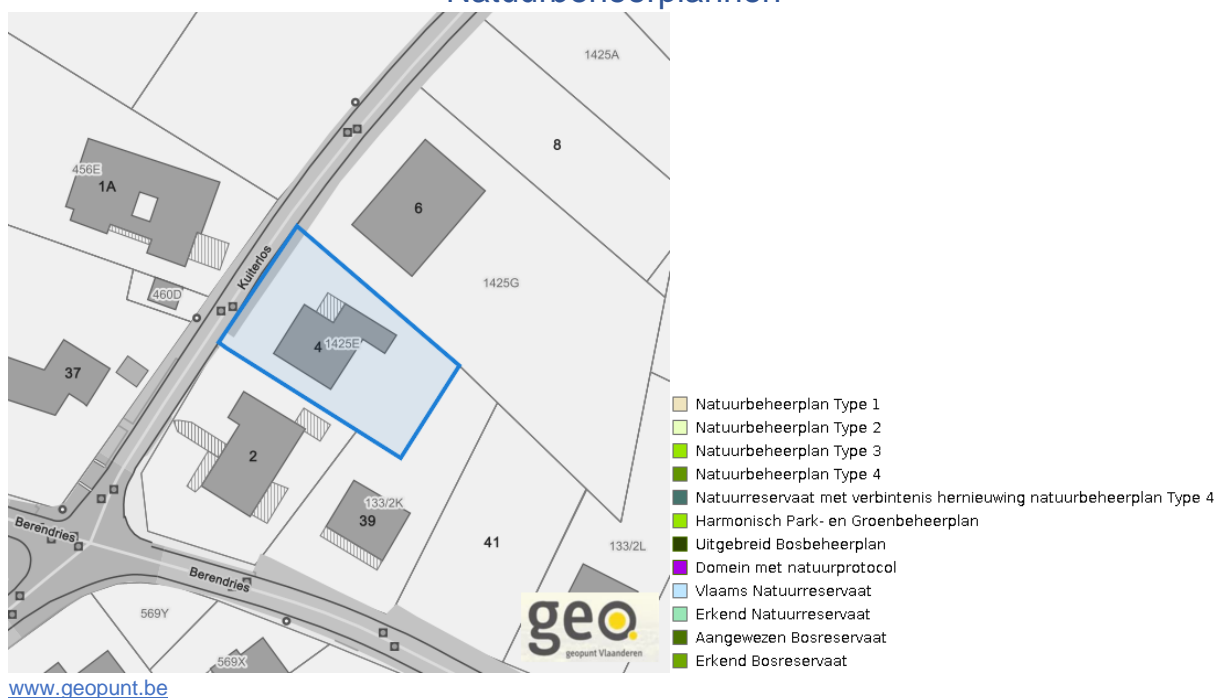 Natuurbeheerplannen
1425A
8
456E
1A
6
Kuiterlos
1425G
460D
4 1425E
37
2
133/2K
39
Berendries
41
133/2L
Berendries
569Y
569X
geo.
geopunt Vlaanderen
Natuurbeheerplan Type 1
Natuurbeheerplan Type 2
Natuurbeheerplan Type 3
Natuurbeheerplan Type 4
Natuurreservaat met verbintenis hernieuwing natuurbeheerplan Type 4
Harmonisch Park- en Groenbeheerplan
Uitgebreid Bosbeheerplan
Domein met natuurprotocol
Vlaams Natuurreservaat
Erkend Natuurreservaat
Aangewezen Bosreservaat
Erkend Bosreservaat
www.geopunt.be